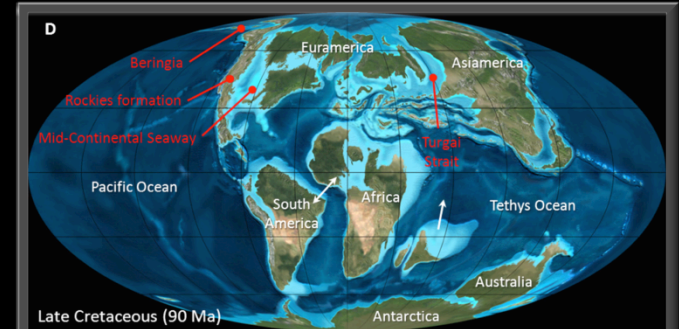 D
Euramerica
Beringia
Asiamerica
Rockies formation
Mid-Continental Seaway
Turgai
Strait
Pacific Ocean
South
America
Africa
Tethys Ocean
Australia
Late Cretaceous (90 Ma)
Antarctica